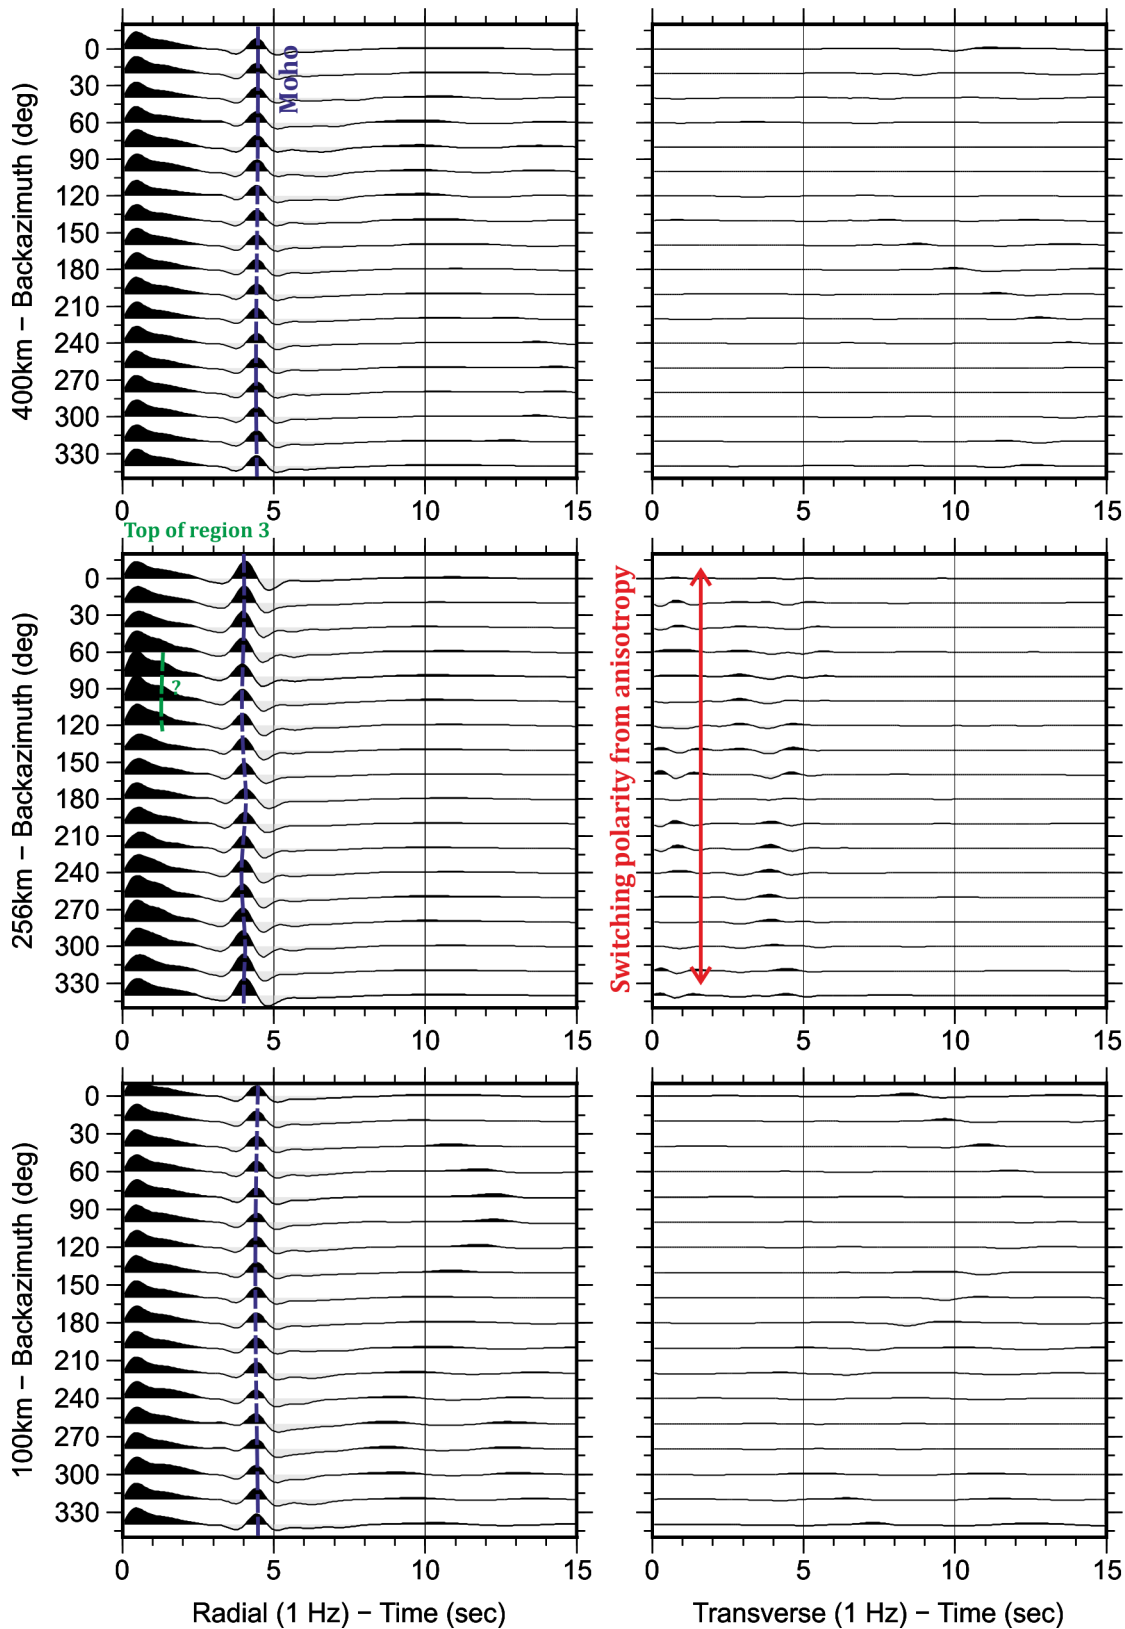 400km − Backazimuth (deg)
0
30
60
90
120
150
180
210
240
270
300
330
Moho
0 5 10 15
0 5 10 15
Top of region 3
256km − Backazimuth (deg)
0
30
60
90
120
150
180
210
240
270
300
330
?
Switching polarity from anisotropy
0 5 10 15
0 5 10 15
100km − Backazimuth (deg)
0
30
60
90
120
150
180
210
240
270
300
330
0 5 10 15
0 5 10 15
Radial (1 Hz) − Time (sec)
Transverse (1 Hz) − Time (sec)